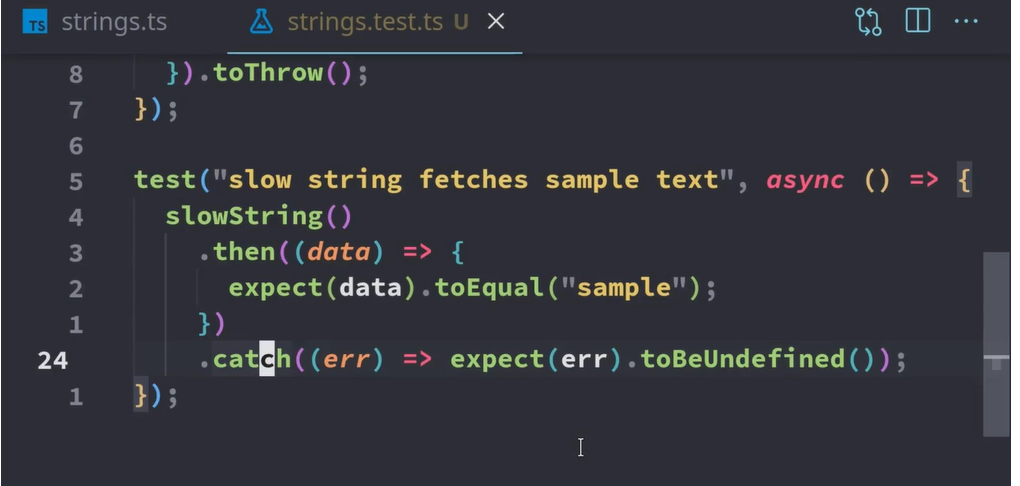 TS strings.ts strings.test.ts U
8 }).toThrow();
7 });
6
5 test("slow string fetches sample text", async () => {
4 slowString()
3 .then((data) => {
2 expect(data).toEqual("sample");
1 })
24 .catch((err) => expect(err).toBeUndefined());
1 });